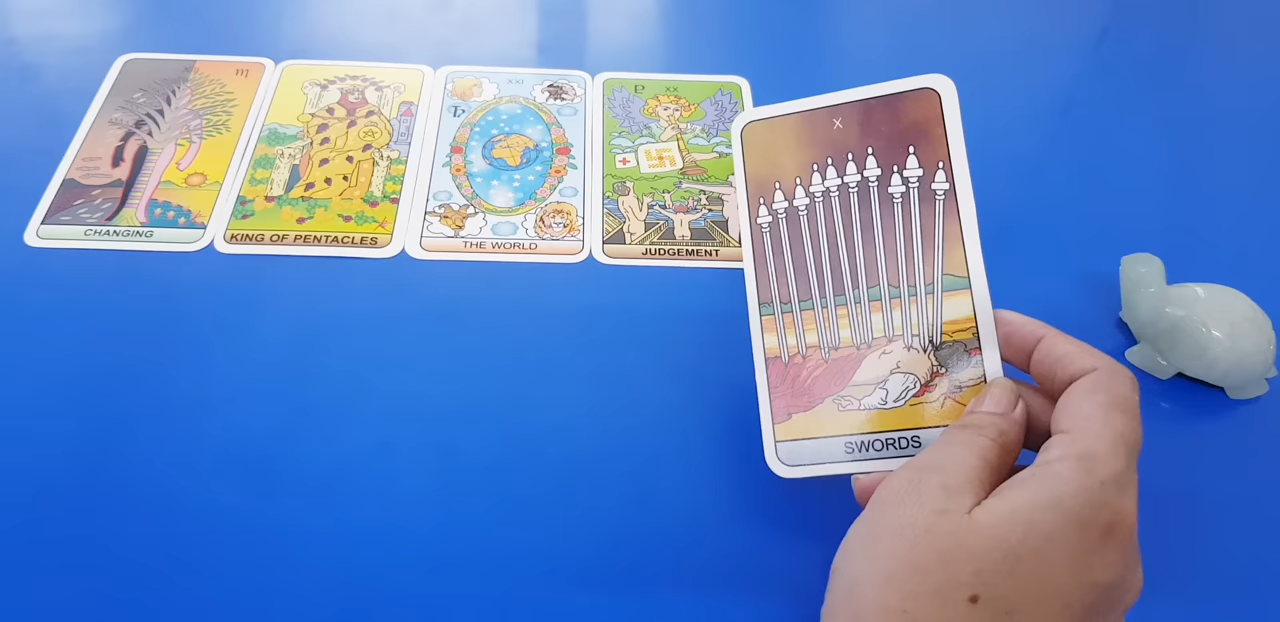 CHANGING
KING OF PENTACLES
XXI
THE WORLD
XX
JUDGEMENT
X
SWORDS